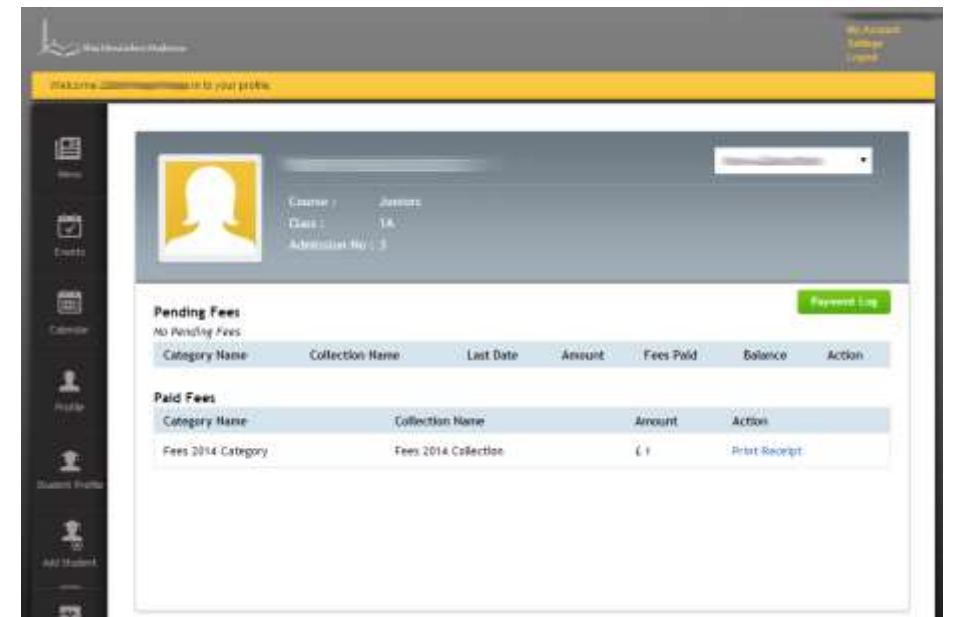 My Account
Settings
Logout
Welcome
in to your profile.
News
Course : Juniors
Class : 1A
Admission No : 3
Events
Payment Log
Pending Fees
No Pending Fees
Calendar
Category Name Collection Name Last Date Amount Fees Paid Balance Action
Profile
Paid Fees
Category Name Collection Name Amount Action
Fees 2014 Category Fees 2014 Collection £ 1 Print Receipt
Student Profile
Add Student